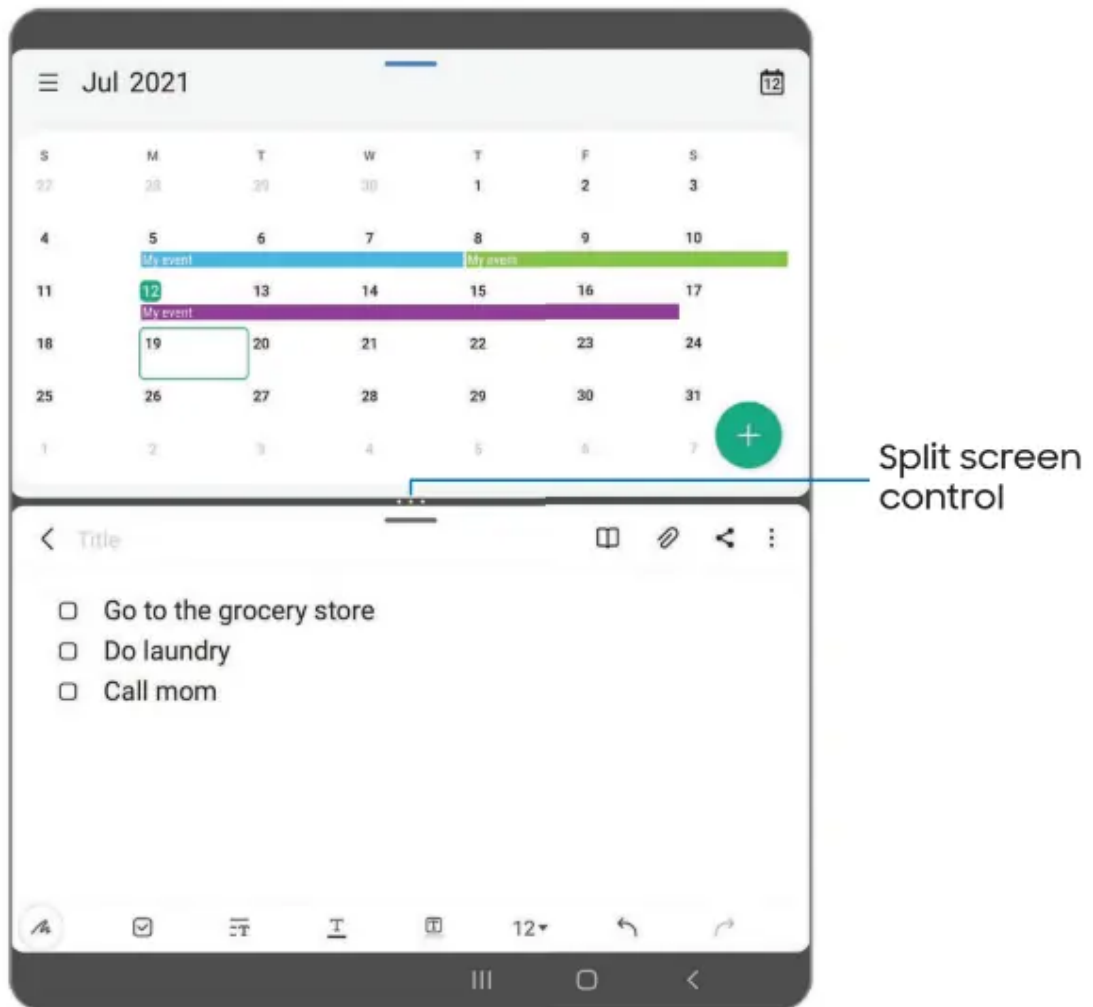 Jul 2021
12
S M T W T F S
27 28 29 30 1 2 3
4 5 6 7 8 9 10
My event My event
11 12 13 14 15 16 17
My event
18 19 20 21 22 23 24
25 26 27 28 29 30 31
1 2 3 4 5 6 7
Split screen
control
Title
Go to the grocery store
Do laundry
Call mom
T T T 12